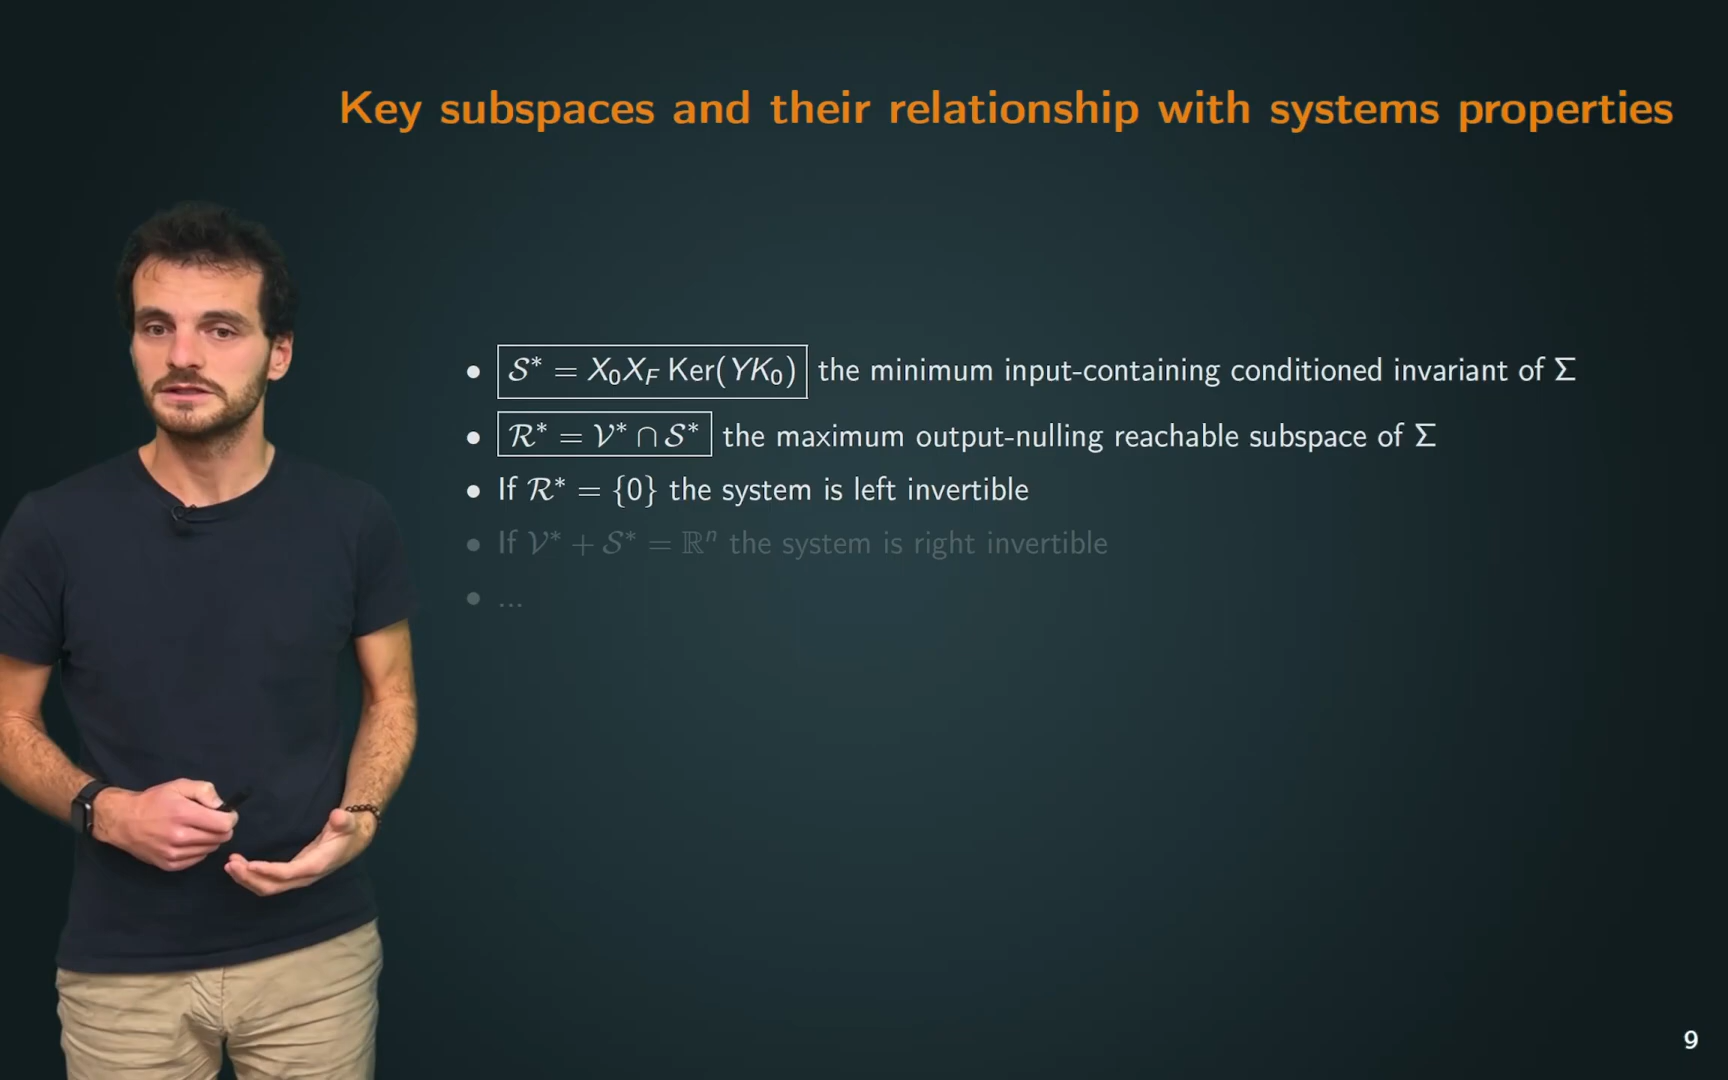 Key subspaces and their relationship with systems properties
• 𝒮* = X₀X_F Ker(YK₀) the minimum input-containing conditioned invariant of Σ
• ℛ* = 𝒱* ∩ 𝒮* the maximum output-nulling reachable subspace of Σ
• If ℛ* = {0} the system is left invertible
• If 𝒱* + 𝒮* = ℝⁿ the system is right invertible
• ...
9